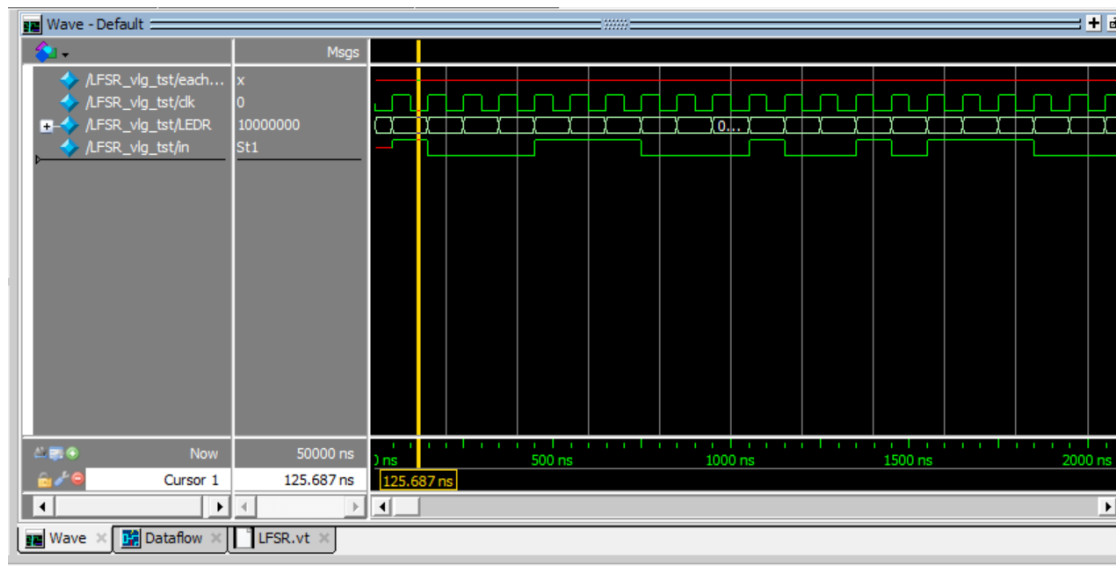 Wave - Default
Msgs
/LFSR_vlg_tst/each... x
/LFSR_vlg_tst/clk 0
/LFSR_vlg_tst/LEDR 10000000 0...
/LFSR_vlg_tst/in St1
Now 50000 ns
) ns 500 ns 1000 ns 1500 ns 2000 ns
Cursor 1 125.687 ns 125.687 ns
Wave Dataflow LFSR.vt